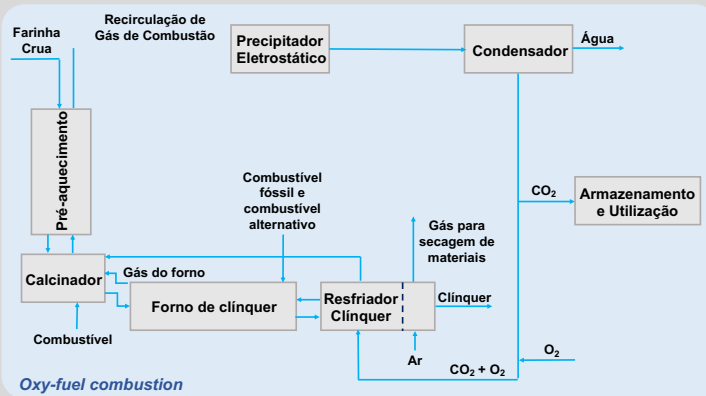 Farinha
Crua
Recirculação de
Gás de Combustão
Precipitador
Eletrostático
Condensador
Água
Pré-aquecimento
Combustível
fóssil e
combustível
alternativo
CO₂
Armazenamento
e Utilização
Gás para
secagem de
materiais
Calcinador
Gás do forno
Forno de clínquer
Resfriador
Clínquer
Clínquer
Combustível
Ar
O₂
CO₂ + O₂
Oxy-fuel combustion